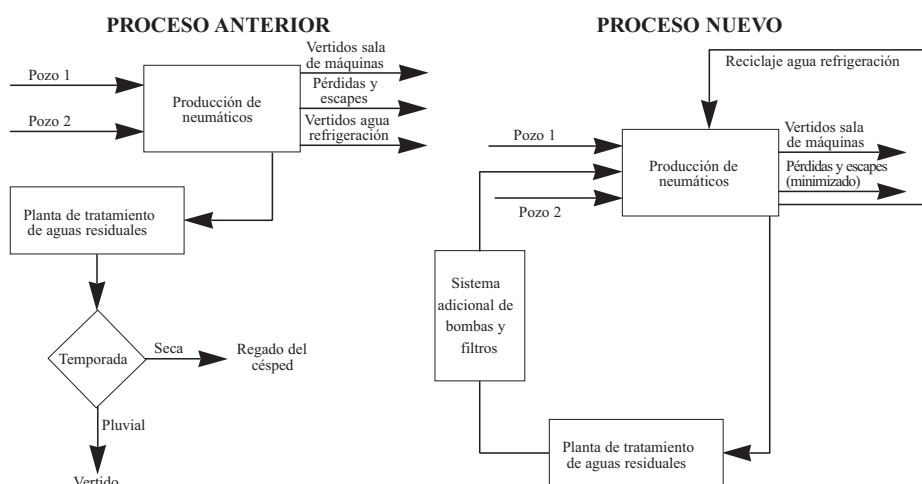 PROCESO ANTERIOR
Pozo 1
Pozo 2
Producción de
neumáticos
Vertidos sala
de máquinas
Pérdidas y
escapes
Vertidos agua
refrigeración
Planta de tratamiento
de aguas residuales
Temporada
Seca
Regado del
césped
Pluvial
Vertido
PROCESO NUEVO
Reciclaje agua refrigeración
Pozo 1
Pozo 2
Producción de
neumáticos
Vertidos sala
de máquinas
Pérdidas y escapes
(minimizado)
Sistema
adicional de
bombas y
filtros
Planta de tratamiento
de aguas residuales